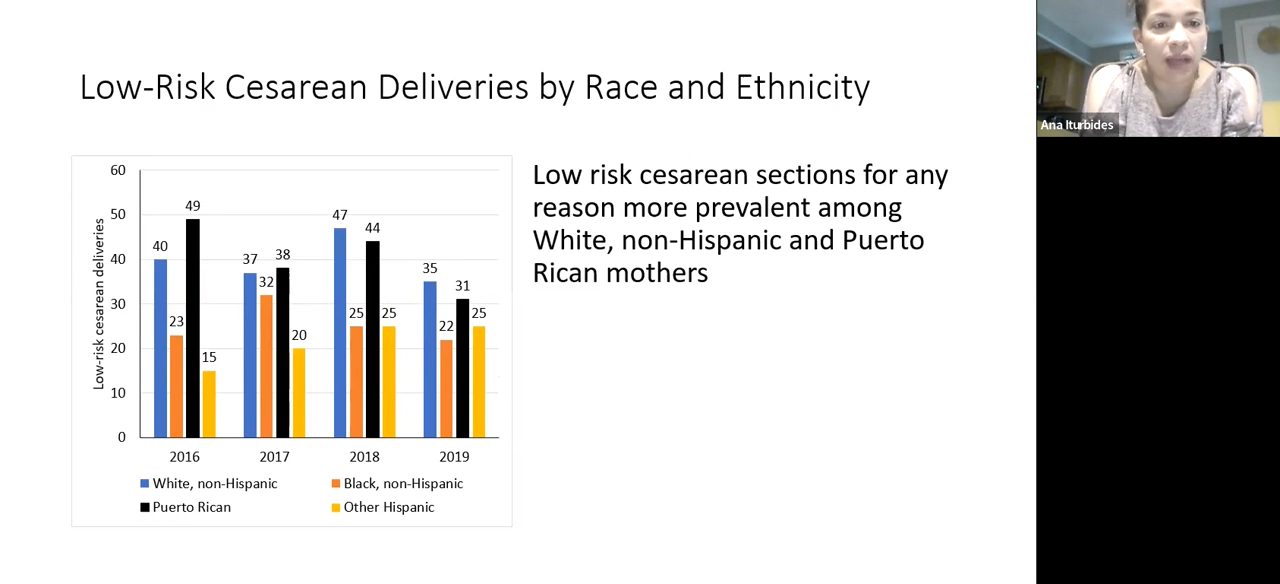 Low-Risk Cesarean Deliveries by Race and Ethnicity
Ana Iturbides
Low-risk cesarean deliveries
60
50
40
30
20
10
0
40 23 49 15
37 32 38 20
47 25 44 25
35 22 31 25
2016 2017 2018 2019
White, non-Hispanic Black, non-Hispanic
Puerto Rican Other Hispanic
Low risk cesarean sections for any
reason more prevalent among
White, non-Hispanic and Puerto
Rican mothers